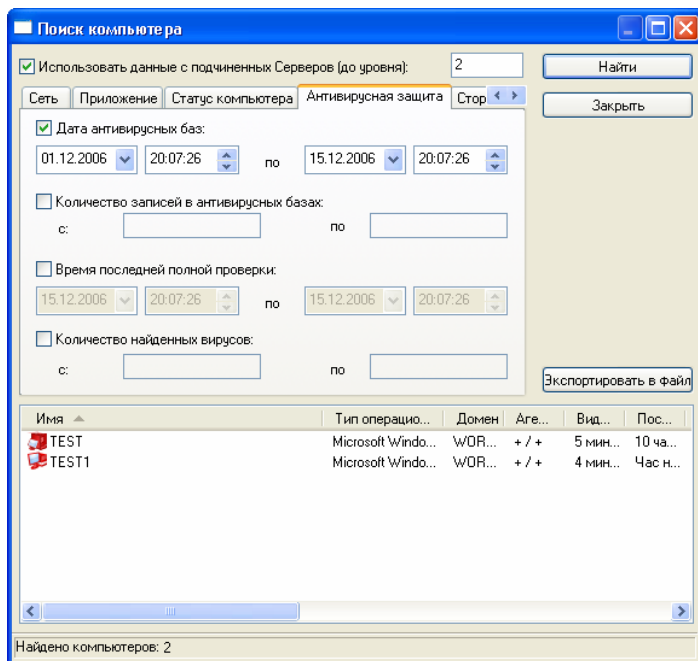 Поиск компьютера
Использовать данные с подчиненных Серверов (до уровня): 2 Найти
Сеть Приложение Статус компьютера Антивирусная защита Стор Закрыть
Дата антивирусных баз:
01.12.2006 20:07:26 по 15.12.2006 20:07:26
Количество записей в антивирусных базах:
с: по
Время последней полной проверки:
15.12.2006 20:07:26 по 15.12.2006 20:07:26
Количество найденных вирусов:
с: по
Экспортировать в файл
Имя Тип операцио... Домен Аге... Вид... Пос...
TEST Microsoft Windo... WOR... + / + 5 мин... 10 ча...
TEST1 Microsoft Windo... WOR... + / + 4 мин... Час н...
Найдено компьютеров: 2